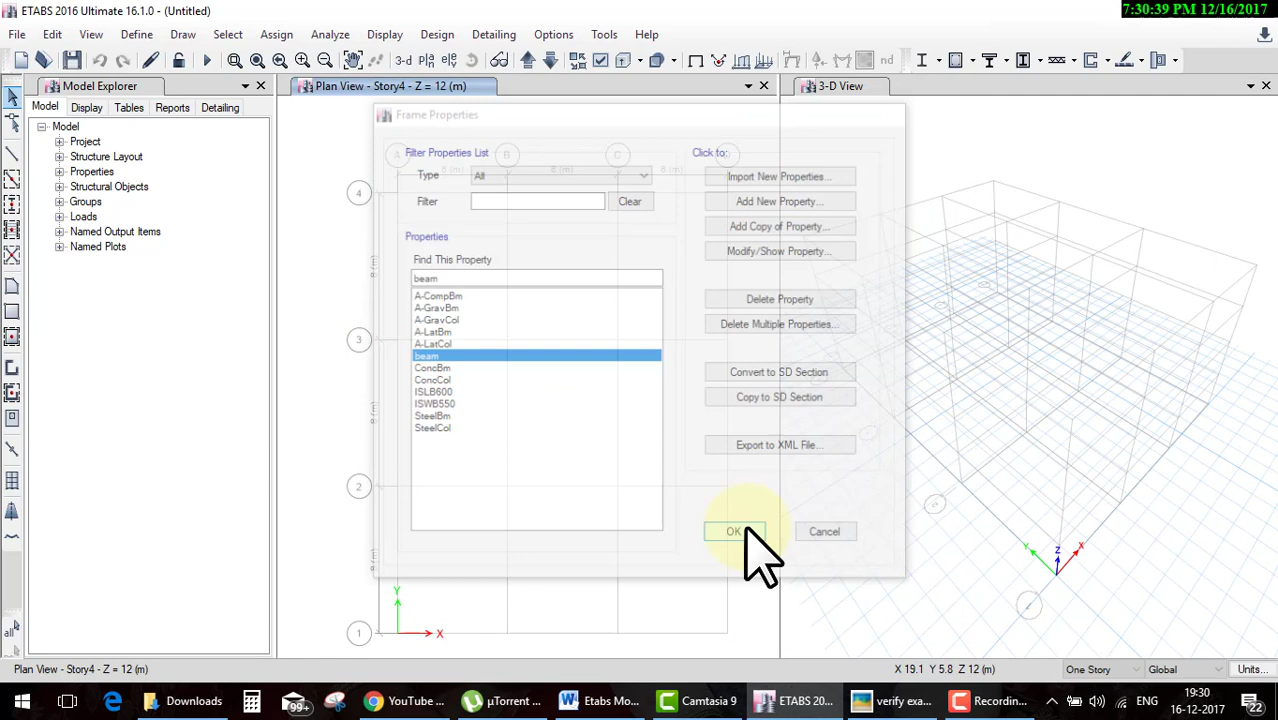 7:30:39 PM 12/16/2017
ETABS 2016 Ultimate 16.1.0 - (Untitled)
File Edit View Define Draw Select Assign Analyze Display Design Detailing Options Tools Help
3-d
Model Explorer
Plan View - Story4 - Z = 12 (m)
3-D View
Model Display Tables Reports Detailing
Model
Project
Structure Layout
Properties
Structural Objects
Groups
Loads
Named Output Items
Named Plots
Frame Properties
Filter Properties List
Type All
Filter Clear
Properties
Find This Property
beam
A-CompBm
A-GravBm
A-GravCol
A-LatBm
A-LatCol
beam
ConcBm
ConcCol
ISLB600
ISWB550
SteelBm
SteelCol
Click to:
Import New Properties...
Add New Property...
Add Copy of Property...
Modify/Show Property...
Delete Property
Delete Multiple Properties...
Convert to SD Section
Copy to SD Section
Export to XML File...
OK Cancel
A B C D
4
3
2
1
Y
X
Y Z X
all
Plan View - Story4 - Z = 12 (m)
X 19.1 Y 5.8 Z 12 (m)
One Story
Global
Units...
Downloads
99+
YouTube ...
µTorrent ...
Etabs Mo...
Camtasia 9
ETABS 20...
verify exa...
Recordin...
ENG
19:30
16-12-2017
22